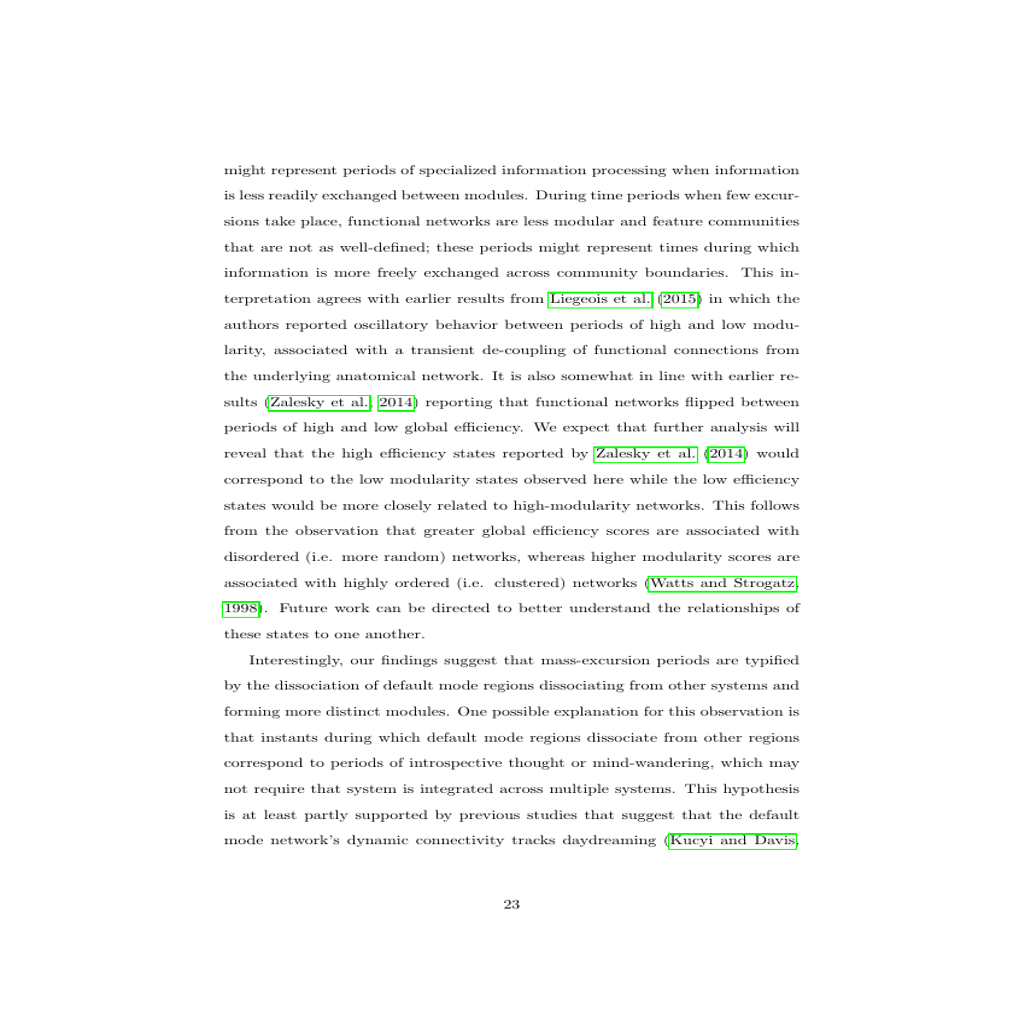 might represent periods of specialized information processing when information
is less readily exchanged between modules. During time periods when few excur-
sions take place, functional networks are less modular and feature communities
that are not as well-defined; these periods might represent times during which
information is more freely exchanged across community boundaries. This in-
terpretation agrees with earlier results from Liegeois et al. (2015) in which the
authors reported oscillatory behavior between periods of high and low modu-
larity, associated with a transient de-coupling of functional connections from
the underlying anatomical network. It is also somewhat in line with earlier re-
sults (Zalesky et al., 2014) reporting that functional networks flipped between
periods of high and low global efficiency. We expect that further analysis will
reveal that the high efficiency states reported by Zalesky et al. (2014) would
correspond to the low modularity states observed here while the low efficiency
states would be more closely related to high-modularity networks. This follows
from the observation that greater global efficiency scores are associated with
disordered (i.e. more random) networks, whereas higher modularity scores are
associated with highly ordered (i.e. clustered) networks (Watts and Strogatz,
1998). Future work can be directed to better understand the relationships of
these states to one another.
Interestingly, our findings suggest that mass-excursion periods are typified
by the dissociation of default mode regions dissociating from other systems and
forming more distinct modules. One possible explanation for this observation is
that instants during which default mode regions dissociate from other regions
correspond to periods of introspective thought or mind-wandering, which may
not require that system is integrated across multiple systems. This hypothesis
is at least partly supported by previous studies that suggest that the default
mode network's dynamic connectivity tracks daydreaming (Kucyi and Davis,
23